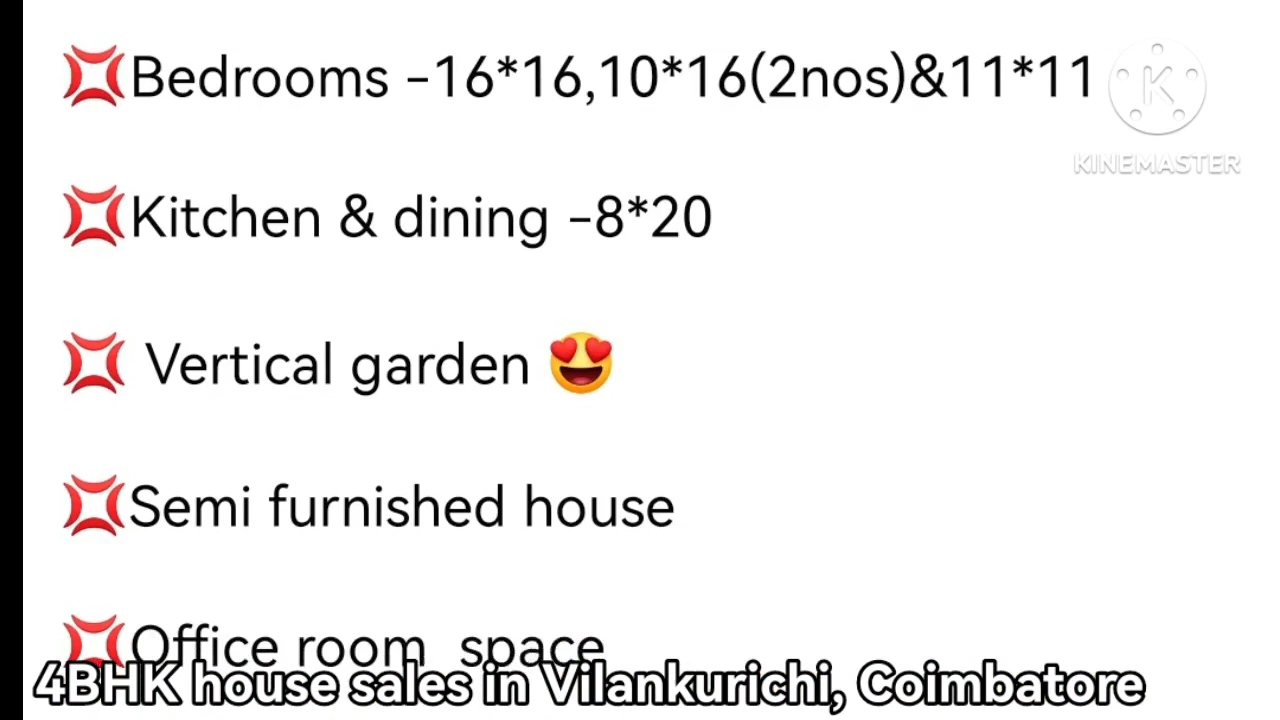 💢Bedrooms -16*16,10*16(2nos)&11*11
KINEMASTER
💢Kitchen & dining -8*20
💢 Vertical garden 😍
💢Semi furnished house
💢Office room space
4BHK house sales in Vilankurichi, Coimbatore